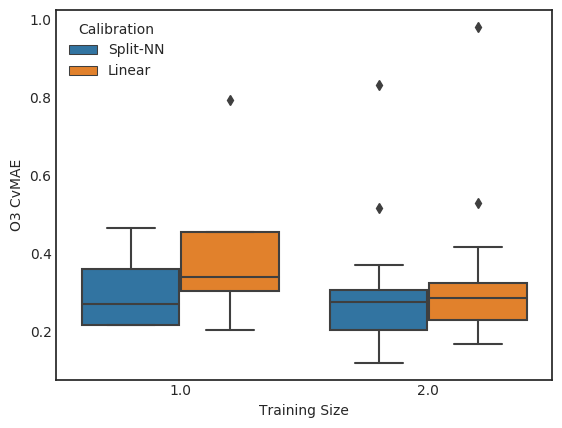 Calibration
Split-NN
Linear
1.0
0.8
0.6
0.4
0.2
O3 CvMAE
1.0
2.0
Training Size